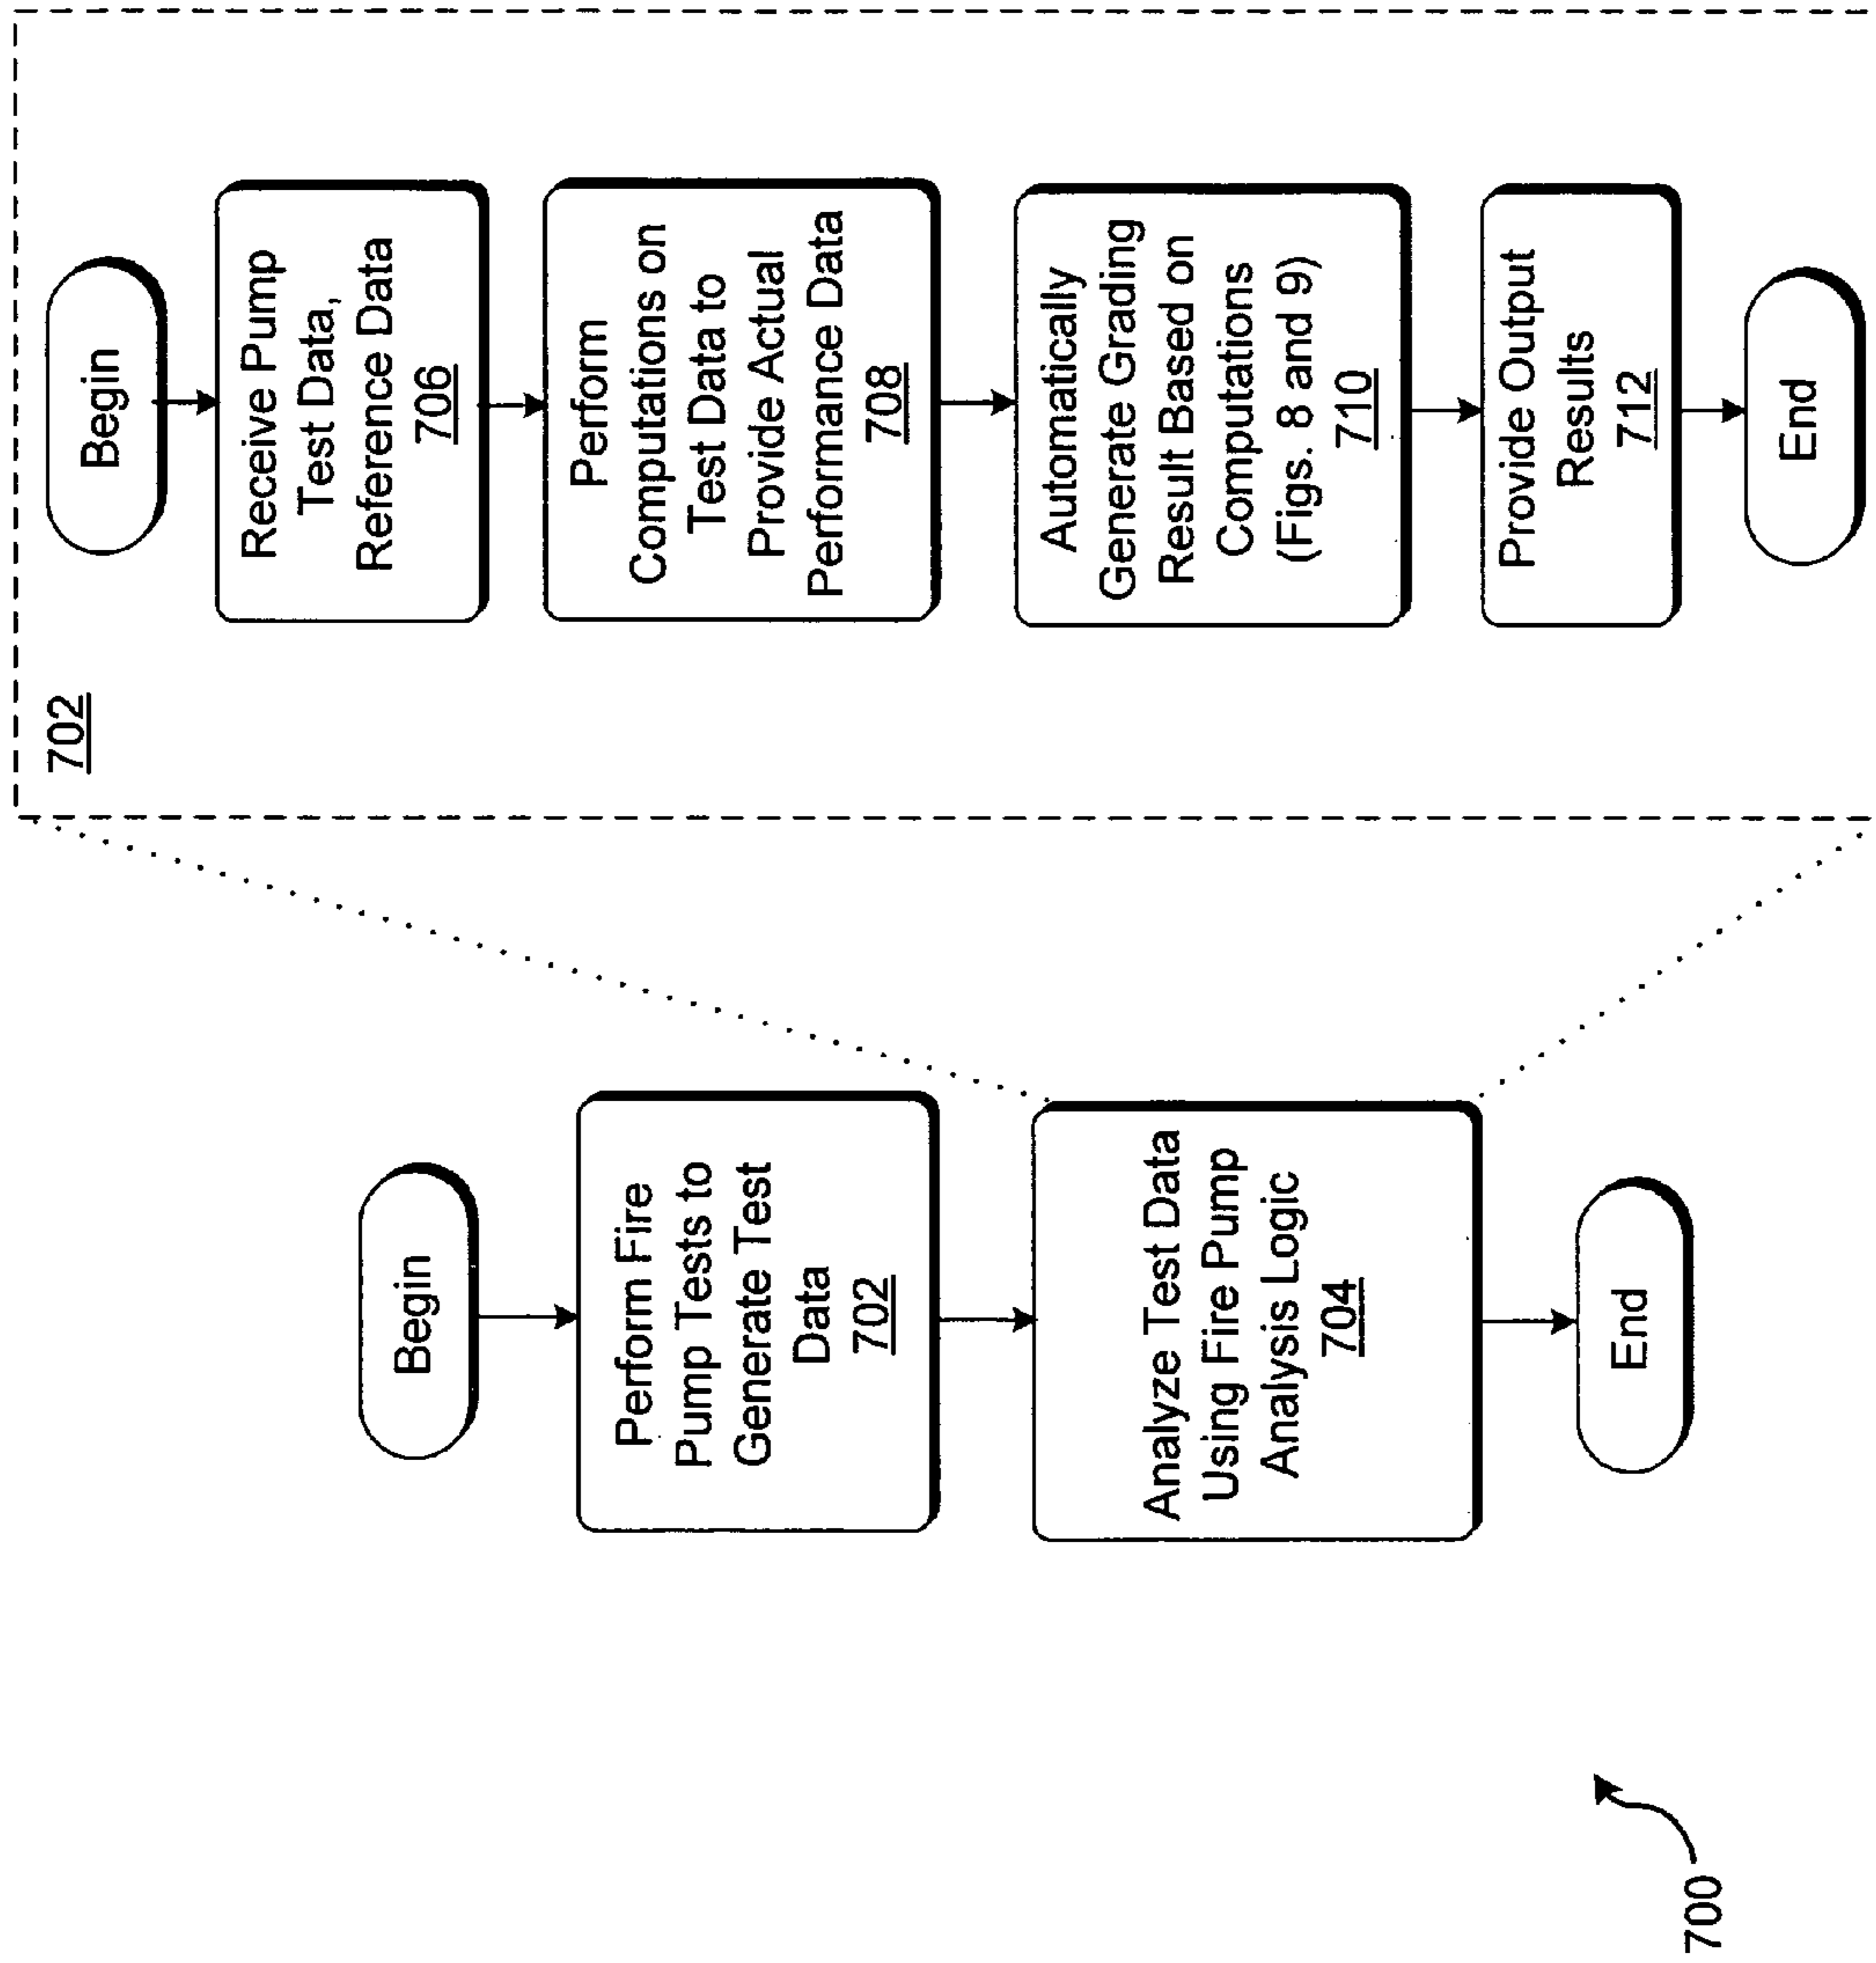 Begin
Perform Fire
Pump Tests to
Generate Test
Data
702
Analyze Test Data
Using Fire Pump
Analysis Logic
704
End
700
702
Begin
Receive Pump
Test Data,
Reference Data
706
Perform
Computations on
Test Data to
Provide Actual
Performance Data
708
Automatically
Generate Grading
Result Based on
Computations
(Figs. 8 and 9)
710
Provide Output
Results
712
End